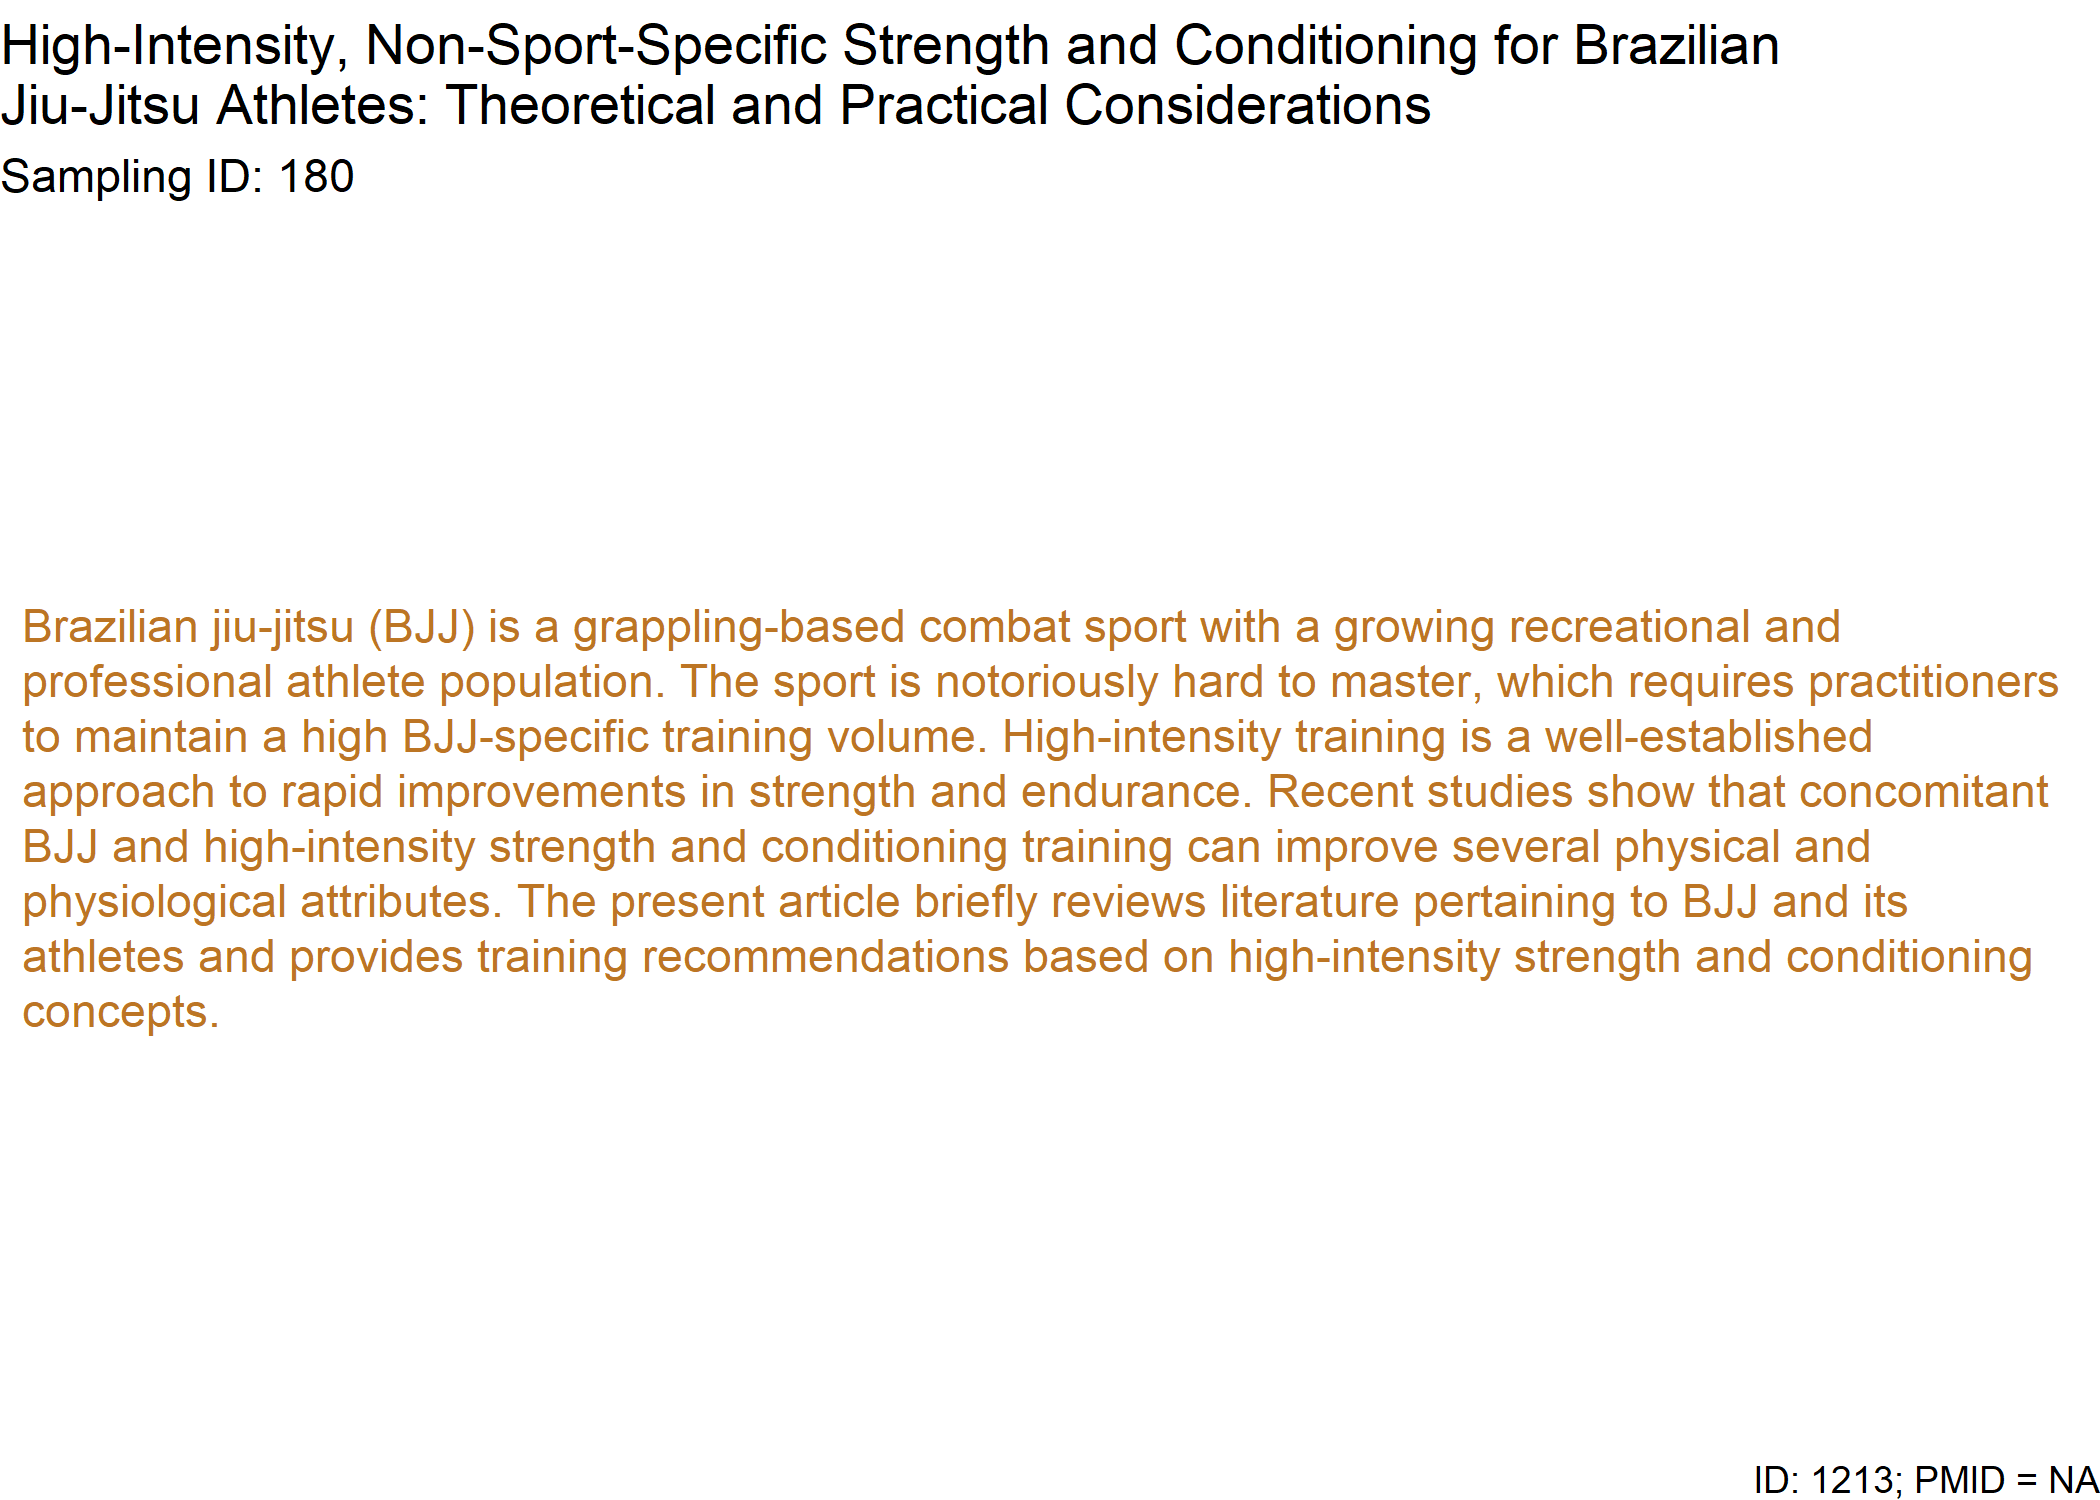 High-Intensity, Non-Sport-Specific Strength and Conditioning for Brazilian
Jiu-Jitsu Athletes: Theoretical and Practical Considerations
Sampling ID: 180
Brazilian jiu-jitsu (BJJ) is a grappling-based combat sport with a growing recreational and
professional athlete population. The sport is notoriously hard to master, which requires practitioners
to maintain a high BJJ-specific training volume. High-intensity training is a well-established
approach to rapid improvements in strength and endurance. Recent studies show that concomitant
BJJ and high-intensity strength and conditioning training can improve several physical and
physiological attributes. The present article briefly reviews literature pertaining to BJJ and its
athletes and provides training recommendations based on high-intensity strength and conditioning
concepts.
ID: 1213; PMID = NA